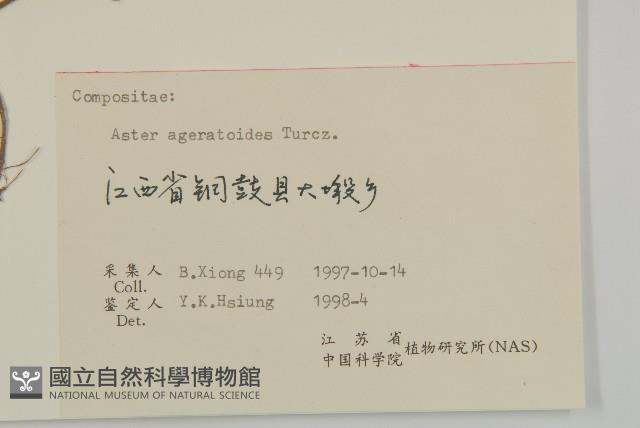 Compositae:
Aster ageratoides Turcz.
江西省铜鼓县大塅乡
采集人 B.Xiong 449 1997-10-14
Coll.
鉴定人 Y.K.Hsiung 1998-4
Det.
江苏省
中国科学院 植物研究所(NAS)
國立自然科學博物館
NATIONAL MUSEUM OF NATURAL SCIENCE